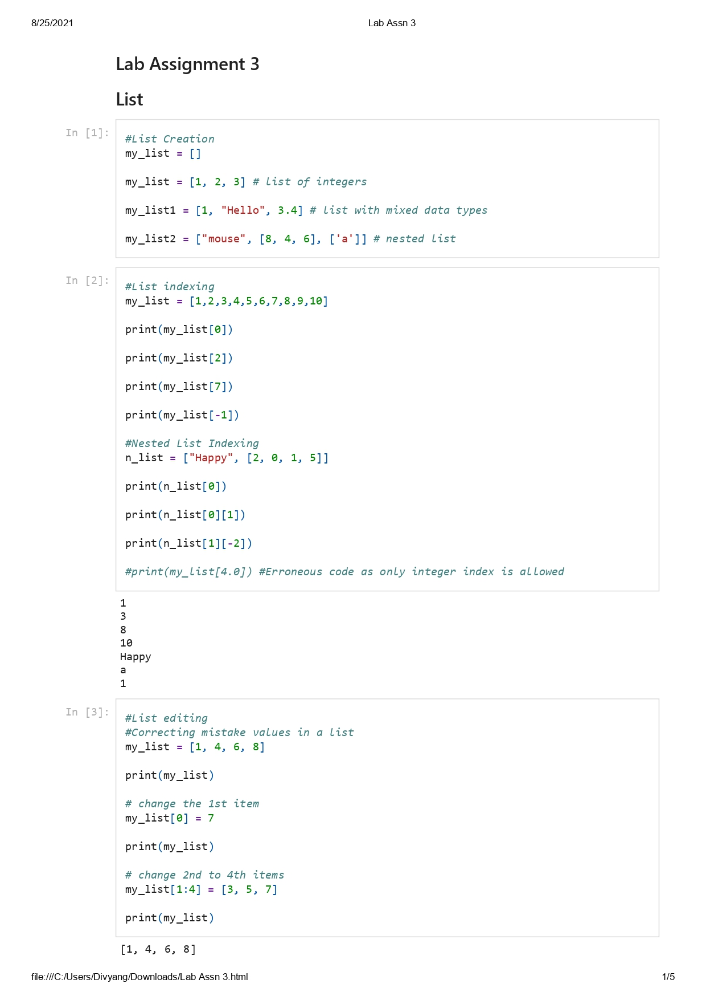 8/25/2021 Lab Assn 3
Lab Assignment 3
List
In [1]:
#List Creation
my_list = []
my_list = [1, 2, 3] # list of integers
my_list1 = [1, "Hello", 3.4] # list with mixed data types
my_list2 = ["mouse", [8, 4, 6], ['a']] # nested list
In [2]:
#List indexing
my_list = [1,2,3,4,5,6,7,8,9,10]
print(my_list[0])
print(my_list[2])
print(my_list[7])
print(my_list[-1])
#Nested List Indexing
n_list = ["Happy", [2, 0, 1, 5]]
print(n_list[0])
print(n_list[0][1])
print(n_list[1][-2])
#print(my_list[4.0]) #Erroneous code as only integer index is allowed
1
3
8
10
Happy
a
1
In [3]:
#List editing
#Correcting mistake values in a list
my_list = [1, 4, 6, 8]
print(my_list)
# change the 1st item
my_list[0] = 7
print(my_list)
# change 2nd to 4th items
my_list[1:4] = [3, 5, 7]
print(my_list)
[1, 4, 6, 8]
file:///C:/Users/Divyang/Downloads/Lab Assn 3.html 1/5